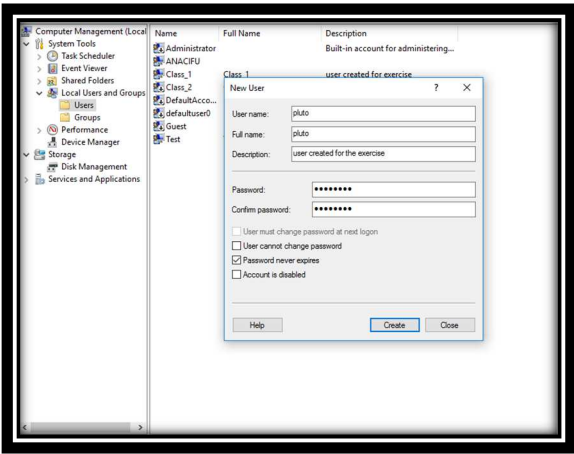 Computer Management (Local
System Tools
Task Scheduler
Event Viewer
Shared Folders
Local Users and Groups
Users
Groups
Performance
Device Manager
Storage
Disk Management
Services and Applications
Name Full Name Description
Administrator Built-in account for administering...
ANACIFU
Class_1 Class_1 user created for exercise
Class_2
DefaultAcco...
defaultuser0
Guest
Test
New User ? X
User name: pluto
Full name: pluto
Description: user created for the exercise
Password: ••••••••
Confirm password: ••••••••
User must change password at next logon
User cannot change password
Password never expires
Account is disabled
Help Create Close